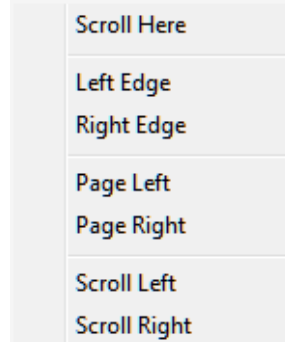 Scroll Here
Left Edge
Right Edge
Page Left
Page Right
Scroll Left
Scroll Right